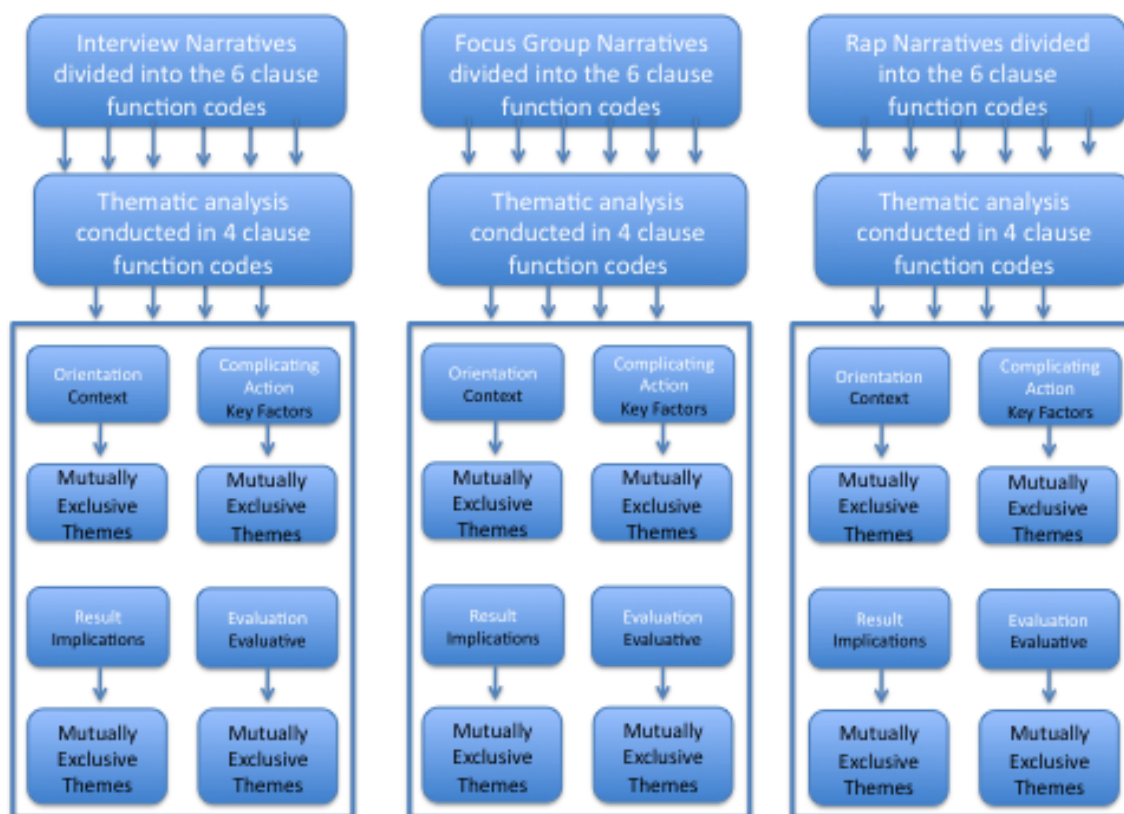 Interview Narratives
divided into the 6 clause
function codes
Focus Group Narratives
divided into the 6 clause
function codes
Rap Narratives divided
into the 6 clause
function codes
Thematic analysis
conducted in 4 clause
function codes
Thematic analysis
conducted in 4 clause
function codes
Thematic analysis
conducted in 4 clause
function codes
Orientation
Context
Complicating
Action
Key Factors
Mutually
Exclusive
Themes
Mutually
Exclusive
Themes
Result
Implications
Evaluation
Evaluative
Mutually
Exclusive
Themes
Mutually
Exclusive
Themes
Orientation
Context
Complicating
Action
Key Factors
Mutually
Exclusive
Themes
Mutually
Exclusive
Themes
Result
Implications
Evaluation
Evaluative
Mutually
Exclusive
Themes
Mutually
Exclusive
Themes
Orientation
Context
Complicating
Action
Key Factors
Mutually
Exclusive
Themes
Mutually
Exclusive
Themes
Result
Implications
Evaluation
Evaluative
Mutually
Exclusive
Themes
Mutually
Exclusive
Themes